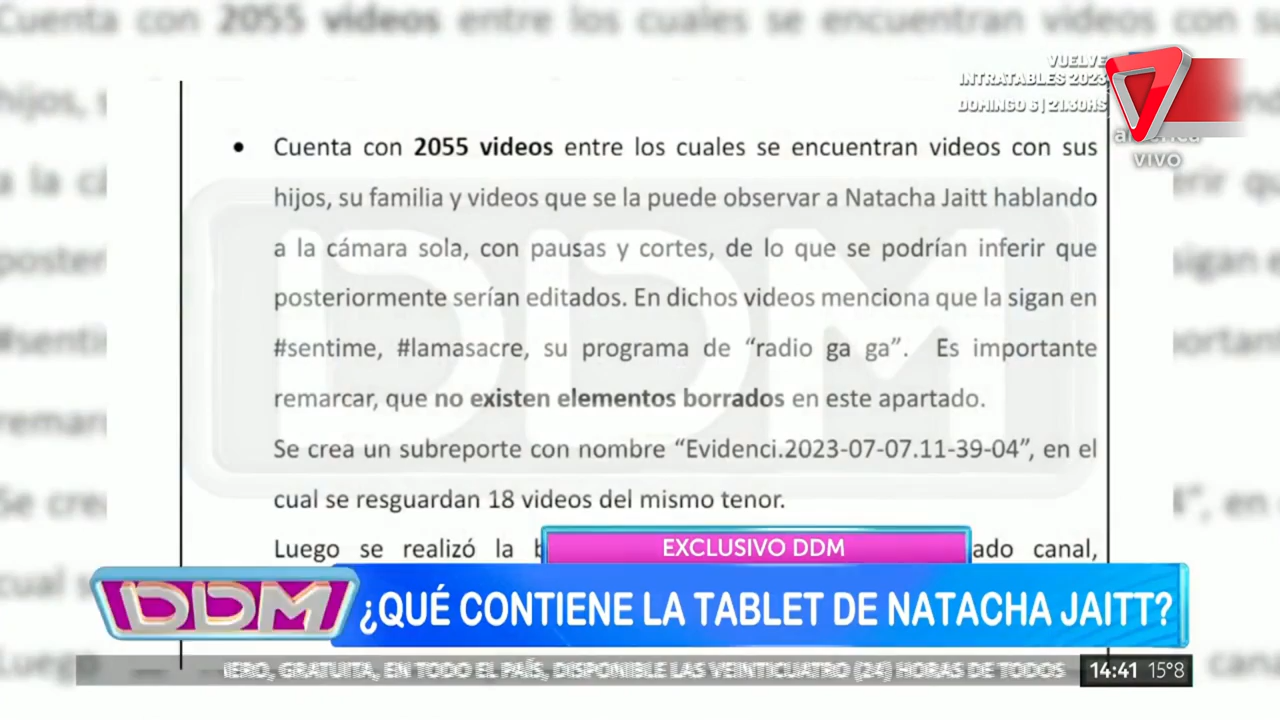 VUELVE
INTRATABLES 2023
DOMINGO 6 | 21.30HS
américa
VIVO
• Cuenta con 2055 videos entre los cuales se encuentran videos con sus
hijos, su familia y videos que se la puede observar a Natacha Jaitt hablando
a la cámara sola, con pausas y cortes, de lo que se podrían inferir que
posteriormente serían editados. En dichos videos menciona que la sigan en
#sentime, #lamasacre, su programa de “radio ga ga”. Es importante
remarcar, que no existen elementos borrados en este apartado.
Se crea un subreporte con nombre “Evidenci.2023-07-07.11-39-04”, en el
cual se resguardan 18 videos del mismo tenor.
Luego se realizó la
canal,
EXCLUSIVO DDM
DDM
¿QUÉ CONTIENE LA TABLET DE NATACHA JAITT?
GRATUITA, EN TODO EL PAÍS, DISPONIBLE LAS VEINTICUATRO (24) HORAS DE TODOS
14:41 15°8